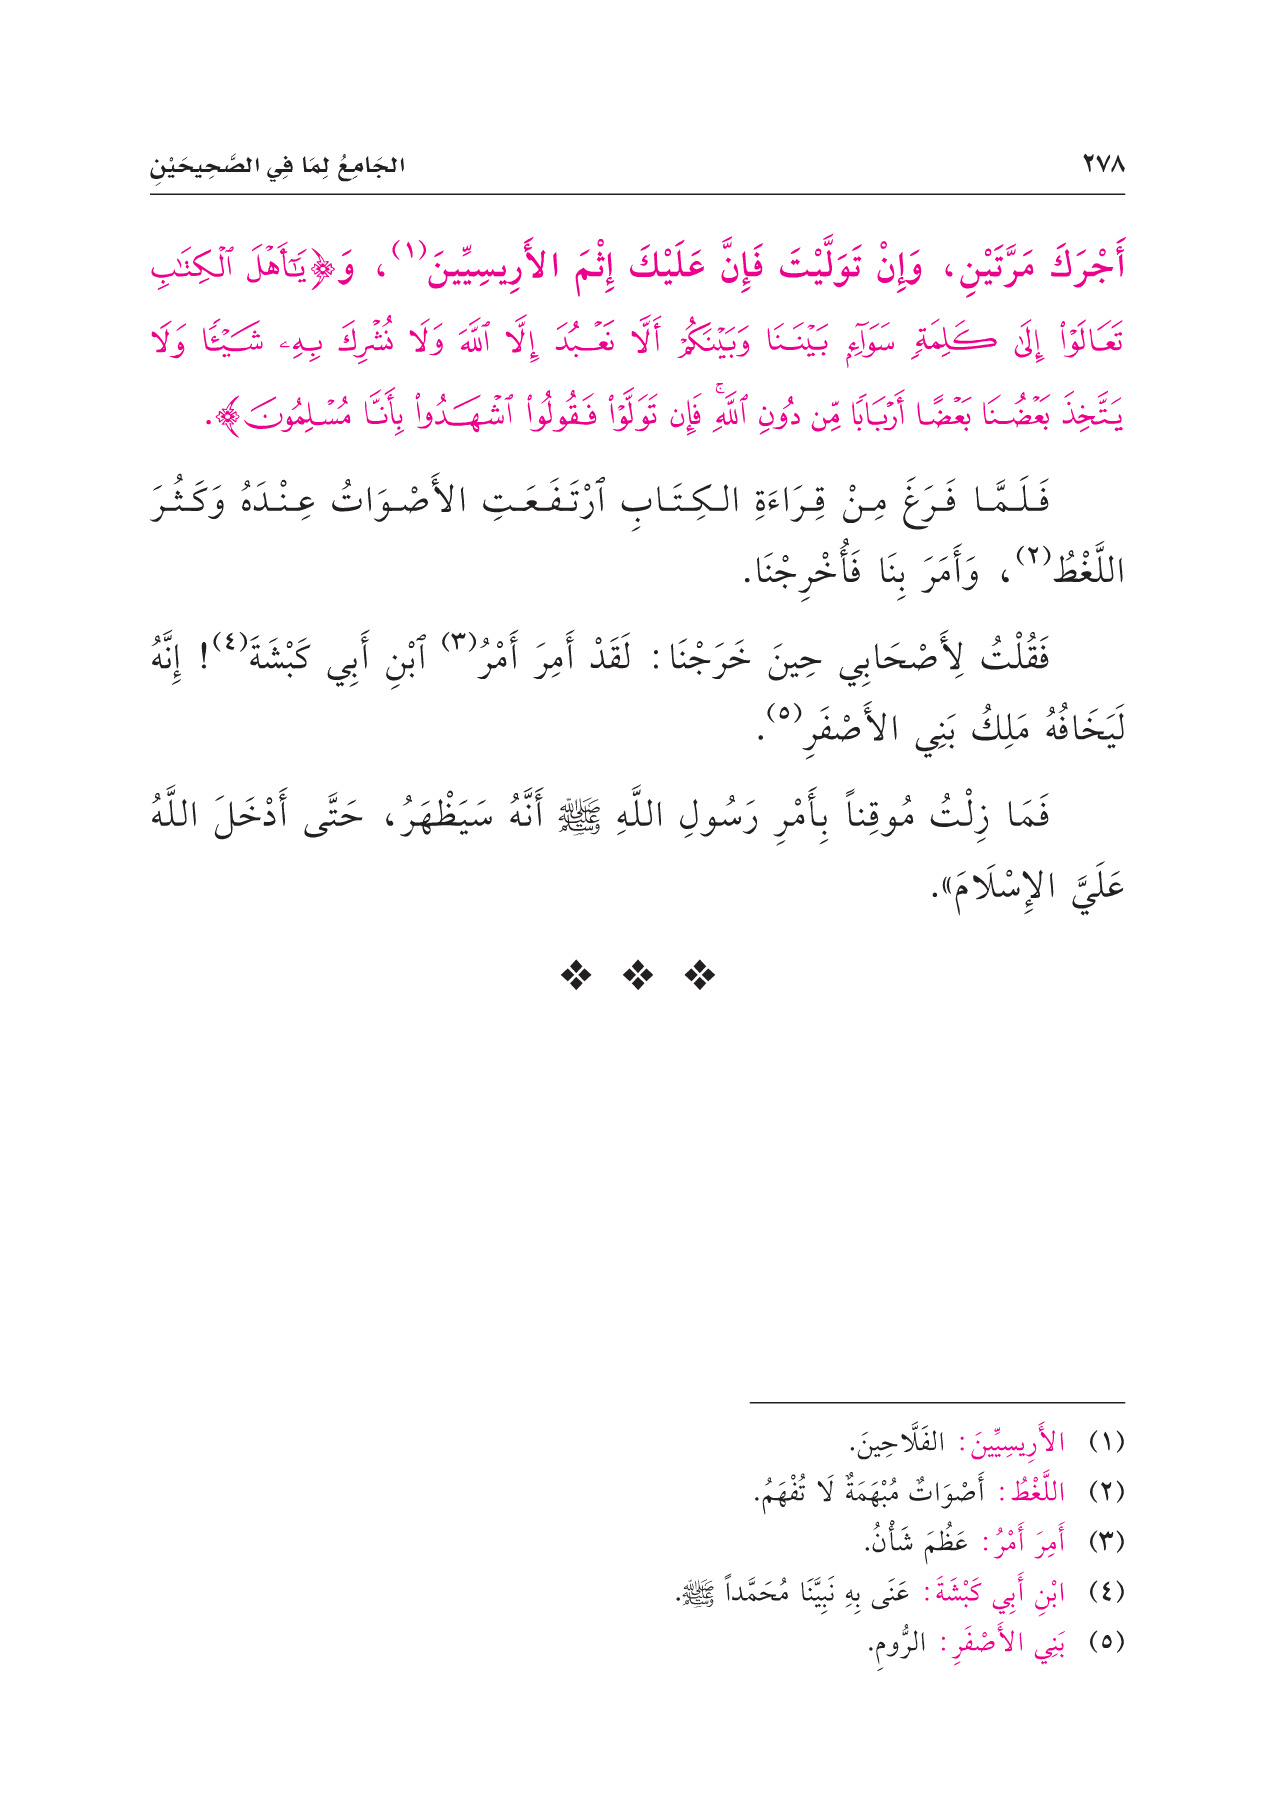 ٢٧٨
الجَامِعُ لِمَا فِي الصَّحِيحَيْنِ
أَجْرَكَ مَرَّتَيْنِ، وَإِنْ تَوَلَّيْتَ فَإِنَّ عَلَيْكَ إِثْمَ الأَرِيسِيِّينَ(١)، وَ﴿يَـٰٓأَهْلَ ٱلْكِتَـٰبِ
تَعَالَوْا۟ إِلَىٰ كَلِمَةٍ سَوَآءٍۭ بَيْنَنَا وَبَيْنَكُمْ أَلَّا نَعْبُدَ إِلَّا ٱللَّهَ وَلَا نُشْرِكَ بِهِۦ شَيْـًٔا وَلَا
يَتَّخِذَ بَعْضُنَا بَعْضًا أَرْبَابًا مِّن دُونِ ٱللَّهِۚ فَإِن تَوَلَّوْا۟ فَقُولُوا۟ ٱشْهَدُوا۟ بِأَنَّا مُسْلِمُونَ﴾.
فَلَمَّا فَرَغَ مِنْ قِرَاءَةِ الكِتَابِ ٱرْتَفَعَتِ الأَصْوَاتُ عِنْدَهُ وَكَثُرَ
اللَّغْطُ(٢)، وَأَمَرَ بِنَا فَأُخْرِجْنَا.
فَقُلْتُ لِأَصْحَابِي حِينَ خَرَجْنَا: لَقَدْ أَمِرَ أَمْرُ(٣) ٱبْنِ أَبِي كَبْشَةَ(٤)! إِنَّهُ
لَيَخَافُهُ مَلِكُ بَنِي الأَصْفَرِ(٥).
فَمَا زِلْتُ مُوقِناً بِأَمْرِ رَسُولِ اللَّهِ ﷺ أَنَّهُ سَيَظْهَرُ، حَتَّى أَدْخَلَ اللَّهُ
عَلَيَّ الإِسْلَامَ».
(١) الأَرِيسِيِّينَ: الفَلَّاحِينَ.
(٢) اللَّغْطُ: أَصْوَاتٌ مُبْهَمَةٌ لَا تُفْهَمُ.
(٣) أَمِرَ أَمْرُ: عَظُمَ شَأْنُ.
(٤) ابْنِ أَبِي كَبْشَةَ: عَنَى بِهِ نَبِيَّنَا مُحَمَّداً ﷺ.
(٥) بَنِي الأَصْفَرِ: الرُّومِ.